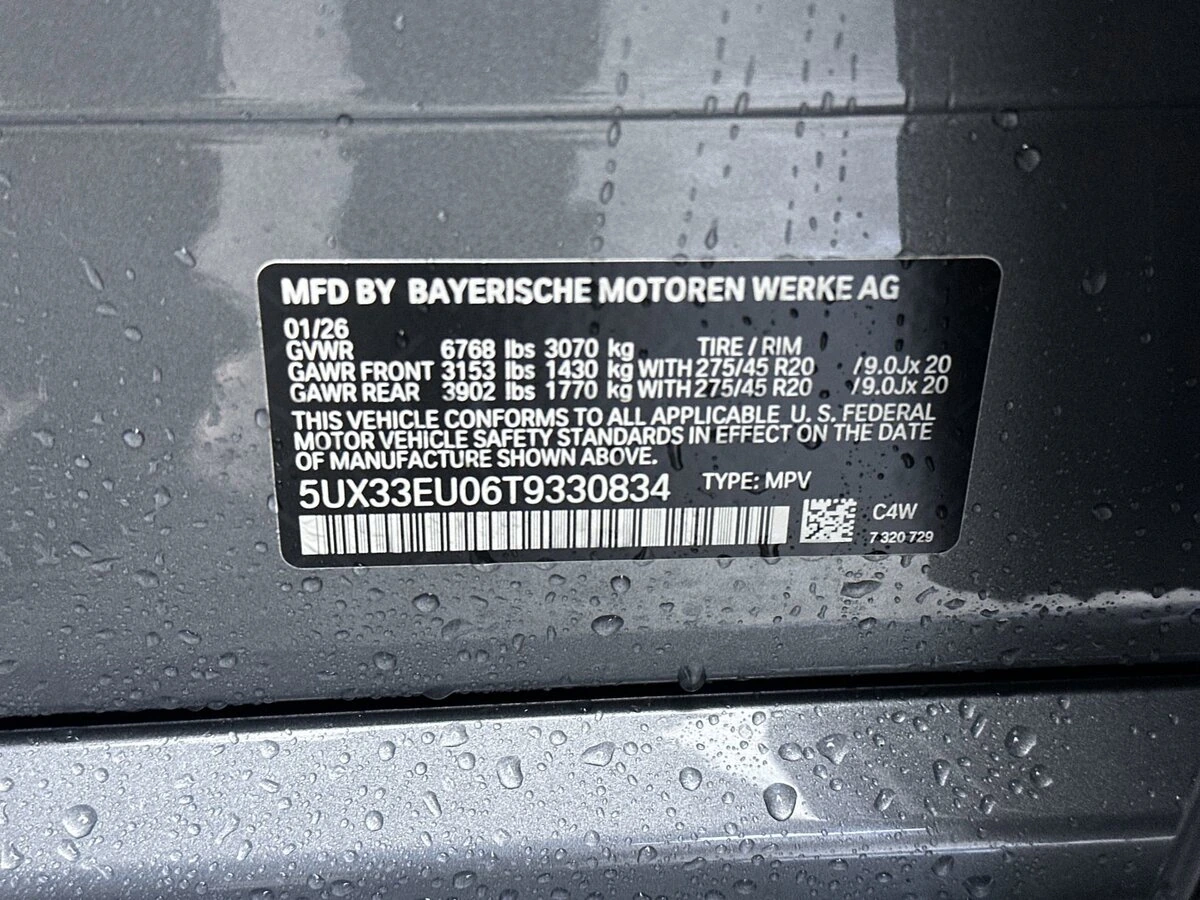 MFD BY BAYERISCHE MOTOREN WERKE AG
01/26
GVWR 6768 lbs 3070 kg TIRE / RIM
GAWR FRONT 3153 lbs 1430 kg WITH 275/45 R20 /9.0Jx 20
GAWR REAR 3902 lbs 1770 kg WITH 275/45 R20 /9.0Jx 20
THIS VEHICLE CONFORMS TO ALL APPLICABLE U. S. FEDERAL
MOTOR VEHICLE SAFETY STANDARDS IN EFFECT ON THE DATE
OF MANUFACTURE SHOWN ABOVE.
5UX33EU06T9330834 TYPE: MPV
C4W
7 320 729